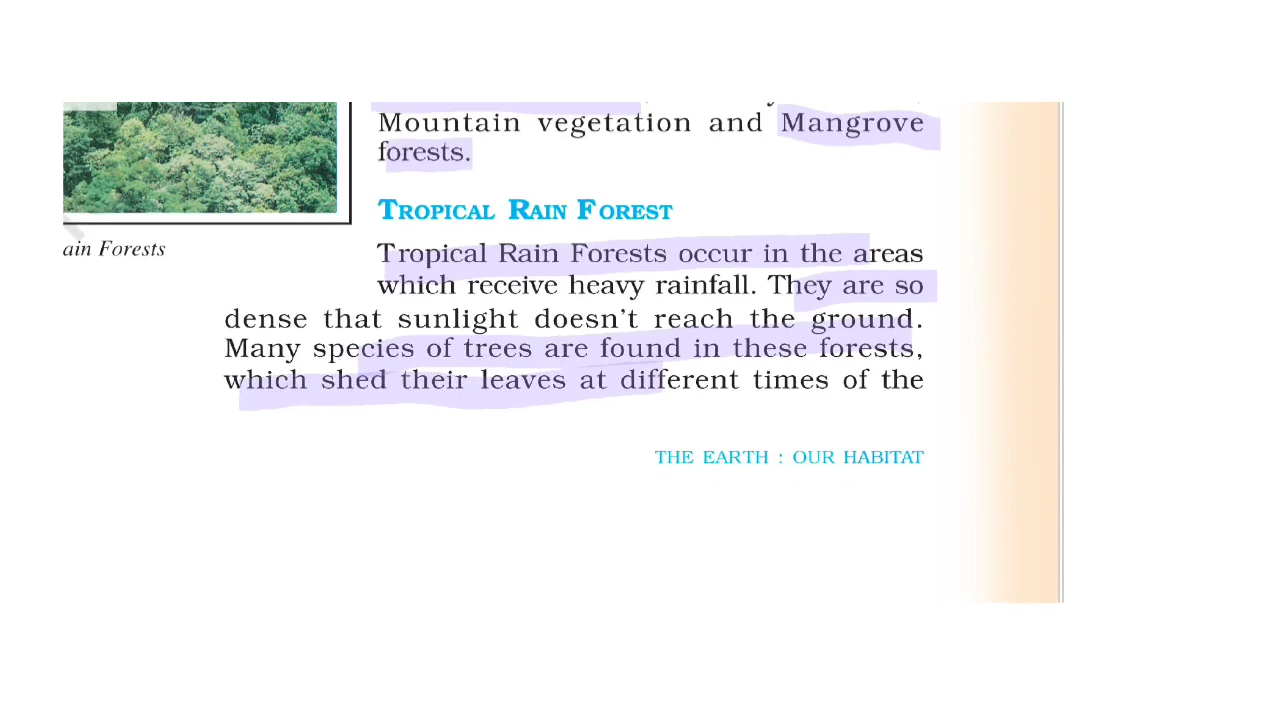 Mountain vegetation and Mangrove
forests.
TROPICAL RAIN FOREST
ain Forests
Tropical Rain Forests occur in the areas
which receive heavy rainfall. They are so
dense that sunlight doesn't reach the ground.
Many species of trees are found in these forests,
which shed their leaves at different times of the
THE EARTH : OUR HABITAT